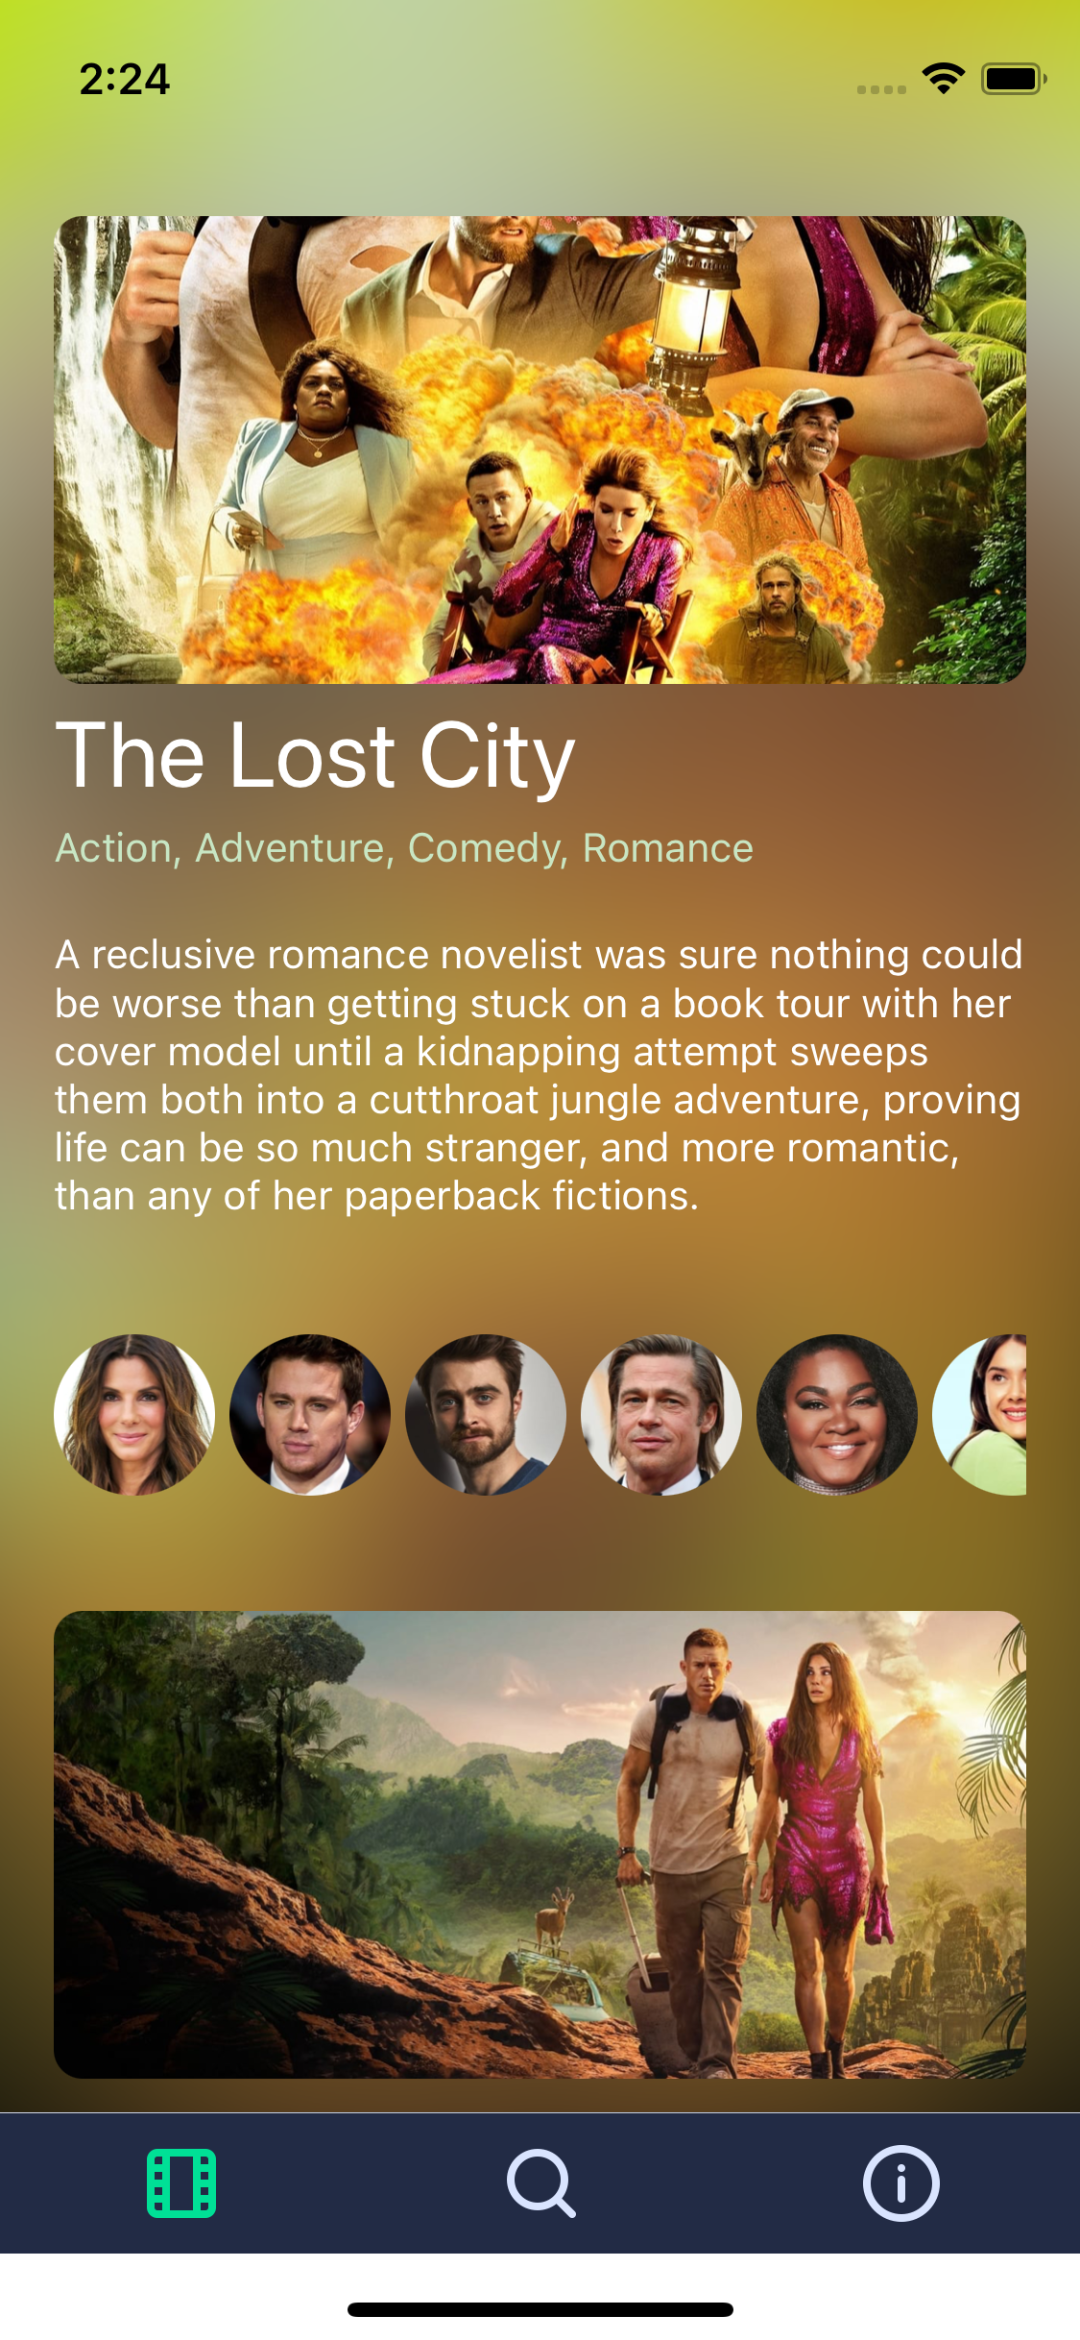 2:24
The Lost City
Action, Adventure, Comedy, Romance
A reclusive romance novelist was sure nothing could
be worse than getting stuck on a book tour with her
cover model until a kidnapping attempt sweeps
them both into a cutthroat jungle adventure, proving
life can be so much stranger, and more romantic,
than any of her paperback fictions.